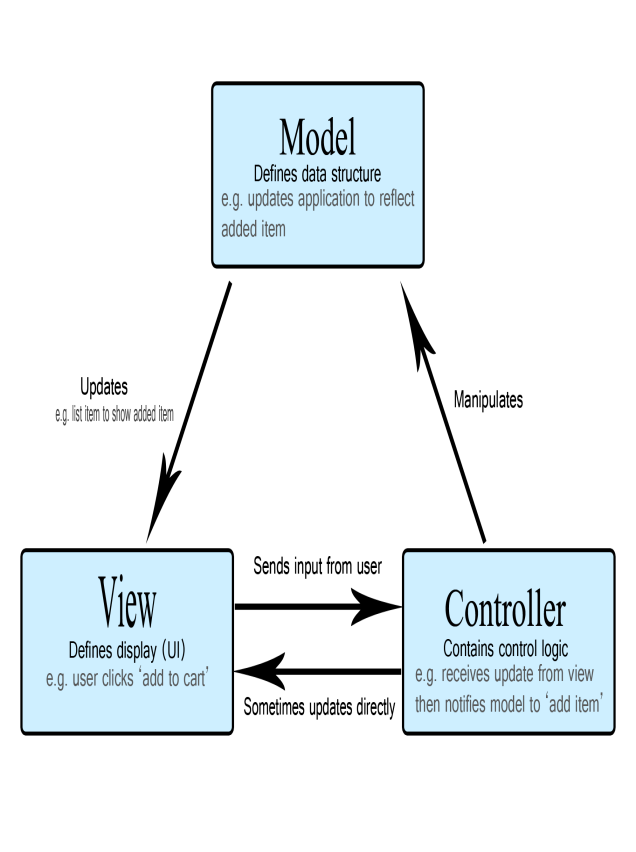 Model
Defines data structure
e.g. updates application to reflect
added item
Updates
e.g. list item to show added item
Manipulates
Sends input from user
View
Defines display (UI)
e.g. user clicks ‘add to cart’
Controller
Contains control logic
e.g. receives update from view
then notifies model to ‘add item’
Sometimes updates directly